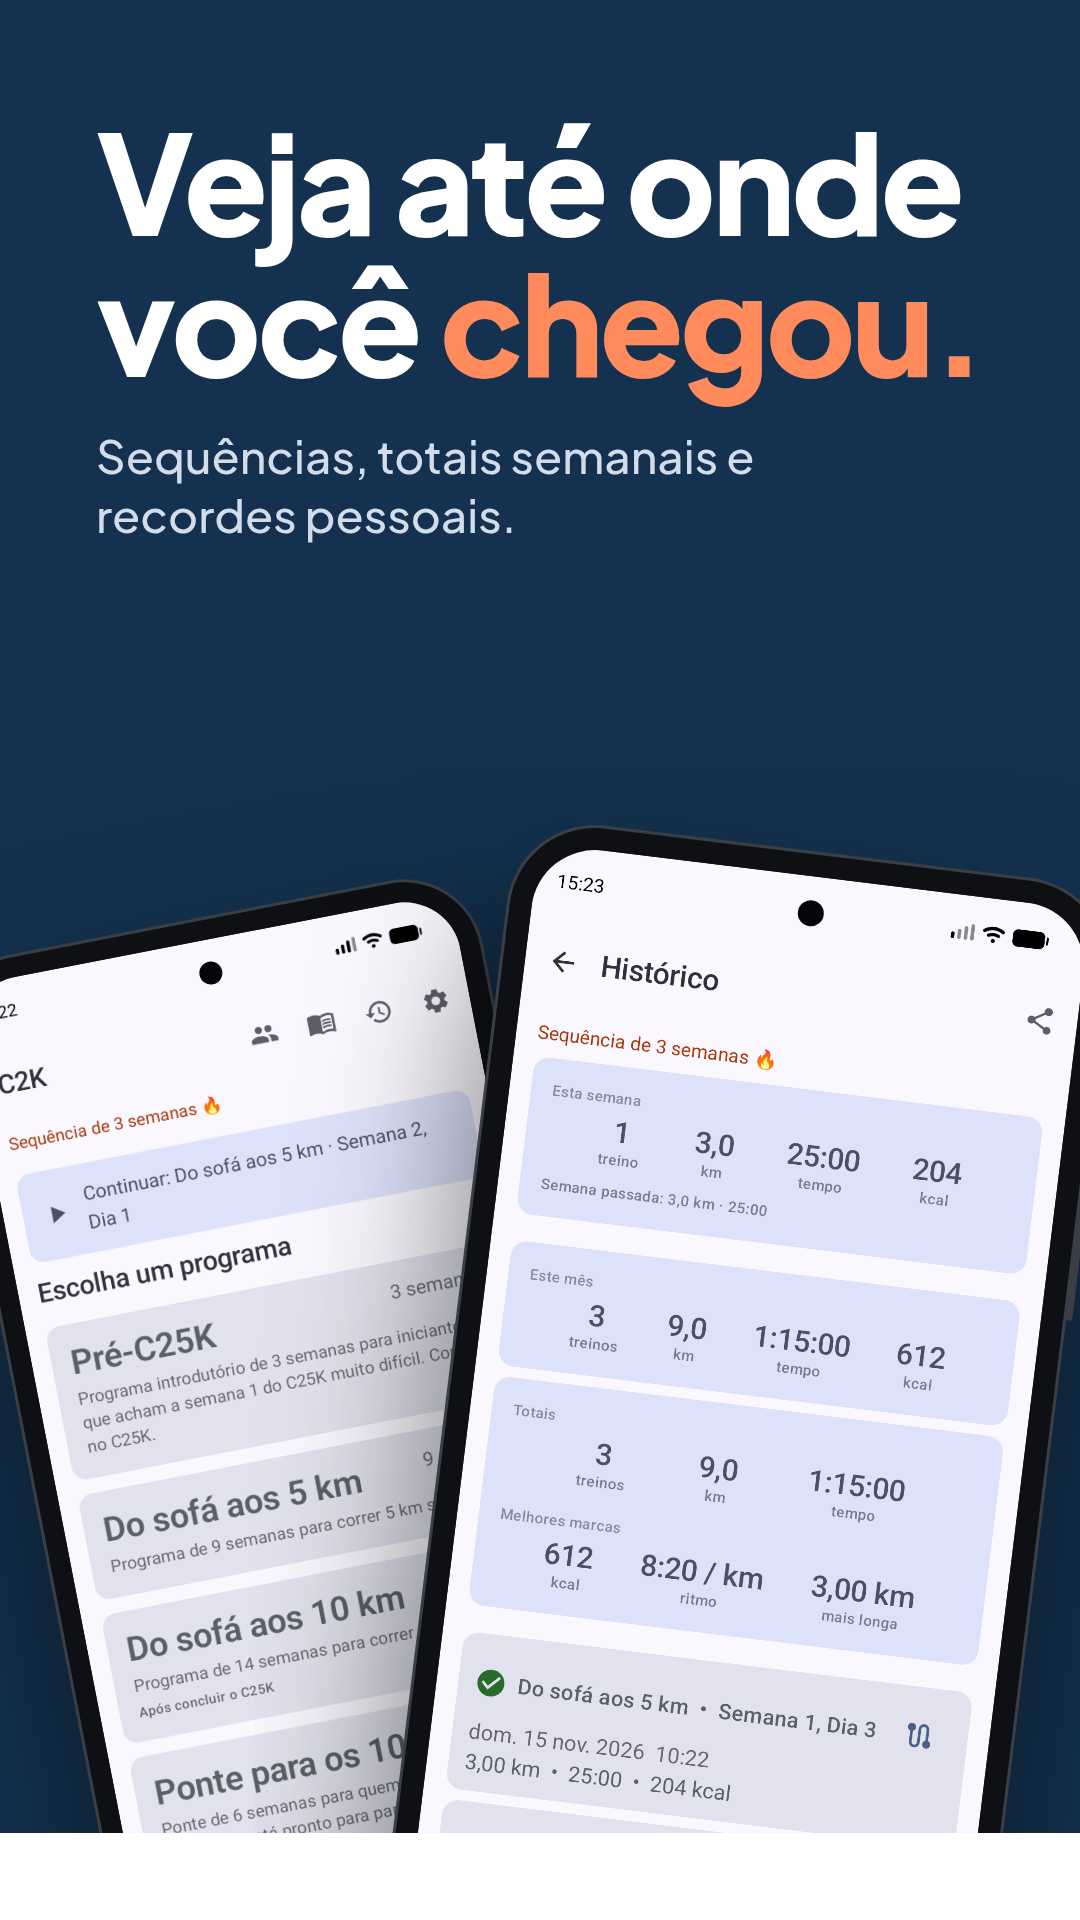 Veja até onde
você chegou.
Sequências, totais semanais e
recordes pessoais.
22
C2K
Sequência de 3 semanas 🔥
Continuar: Do sofá aos 5 km · Semana 2,
Dia 1
Escolha um programa
Pré-C25K
3 seman
Programa introdutório de 3 semanas para iniciant
que acham a semana 1 do C25K muito difícil. Co
no C25K.
Do sofá aos 5 km
9
Programa de 9 semanas para correr 5 km s
Do sofá aos 10 km
Programa de 14 semanas para correr
Após concluir o C25K
Ponte para os 10
Ponte de 6 semanas para quem
pronto para pa
15:23
Histórico
Sequência de 3 semanas 🔥
Esta semana
1 3,0 25:00 204
treino km tempo kcal
Semana passada: 3,0 km · 25:00
Este mês
3 9,0 1:15:00 612
treinos km tempo kcal
Totais
3 9,0 1:15:00
treinos km tempo
Melhores marcas
612 8:20 / km 3,00 km
kcal ritmo mais longa
Do sofá aos 5 km • Semana 1, Dia 3
dom. 15 nov. 2026 10:22
3,00 km • 25:00 • 204 kcal